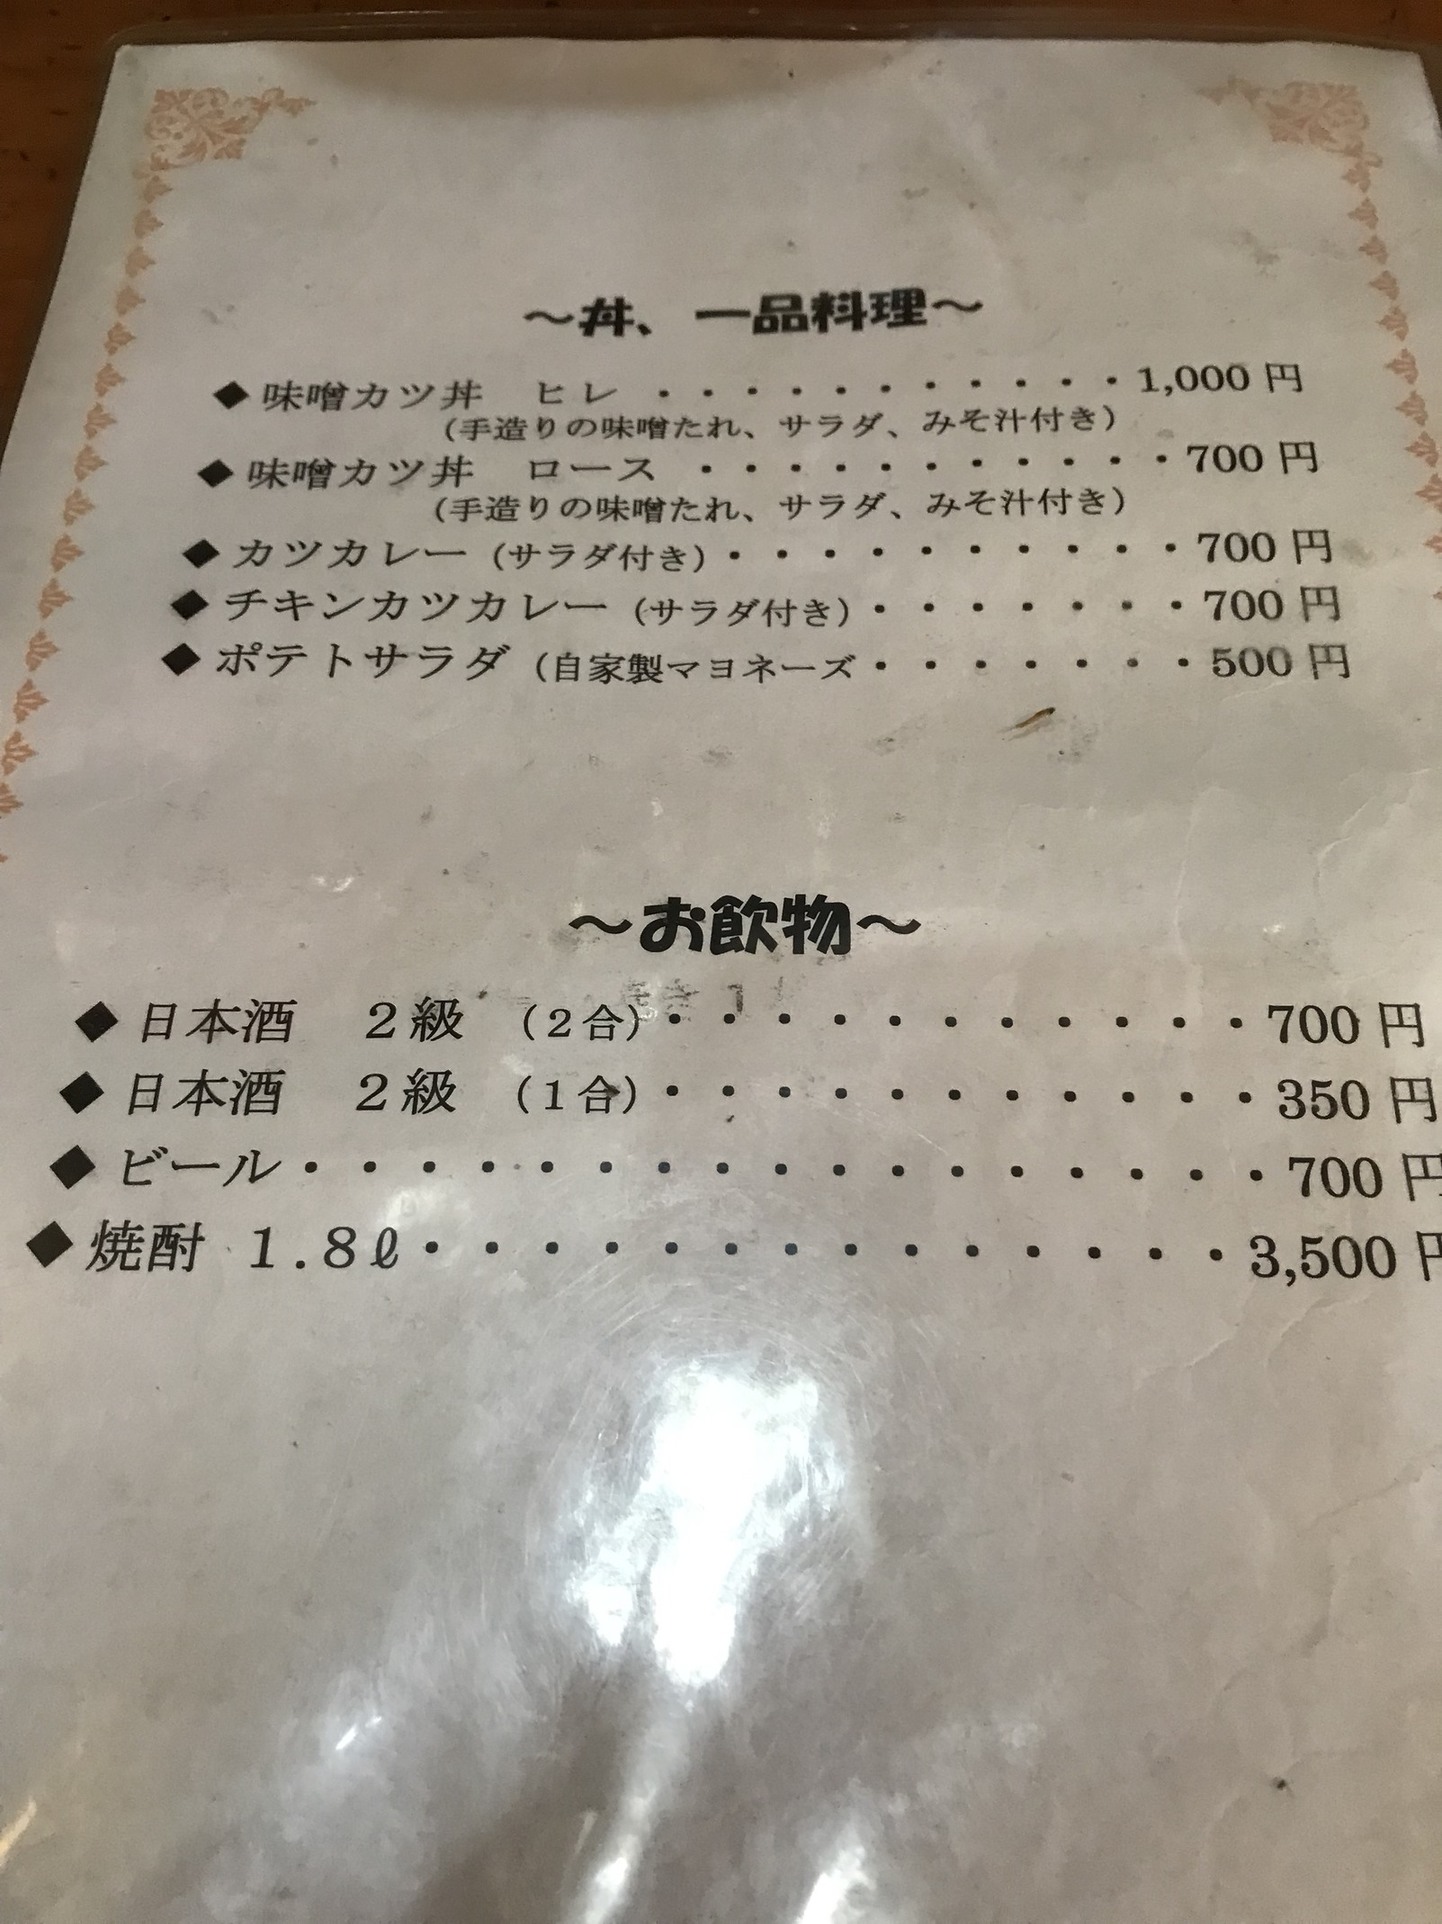 ～丼、一品料理～
◆味噌カツ丼　ヒレ ・・・・・・・・・・・・1,000円
(手造りの味噌たれ、サラダ、みそ汁付き)
◆味噌カツ丼　ロース ・・・・・・・・・・・・700円
(手造りの味噌たれ、サラダ、みそ汁付き)
◆カツカレー (サラダ付き)・・・・・・・・・・700円
◆チキンカツカレー (サラダ付き)・・・・・・・700円
◆ポテトサラダ (自家製マヨネーズ・・・・・・・500円
～お飲物～
◆日本酒　２級　(２合)・・・・・・・・・・・700円
◆日本酒　２級　(１合)・・・・・・・・・・・350円
◆ビール・・・・・・・・・・・・・・・・・700円
◆焼酎 1.8ℓ・・・・・・・・・・・・・・3,500円